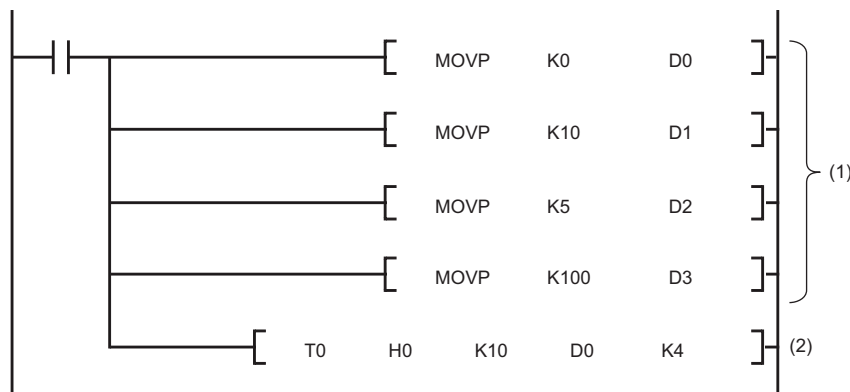 MOVP K0 D0
MOVP K10 D1
(1)
MOVP K5 D2
MOVP K100 D3
T0 H0 K10 D0 K4 (2)